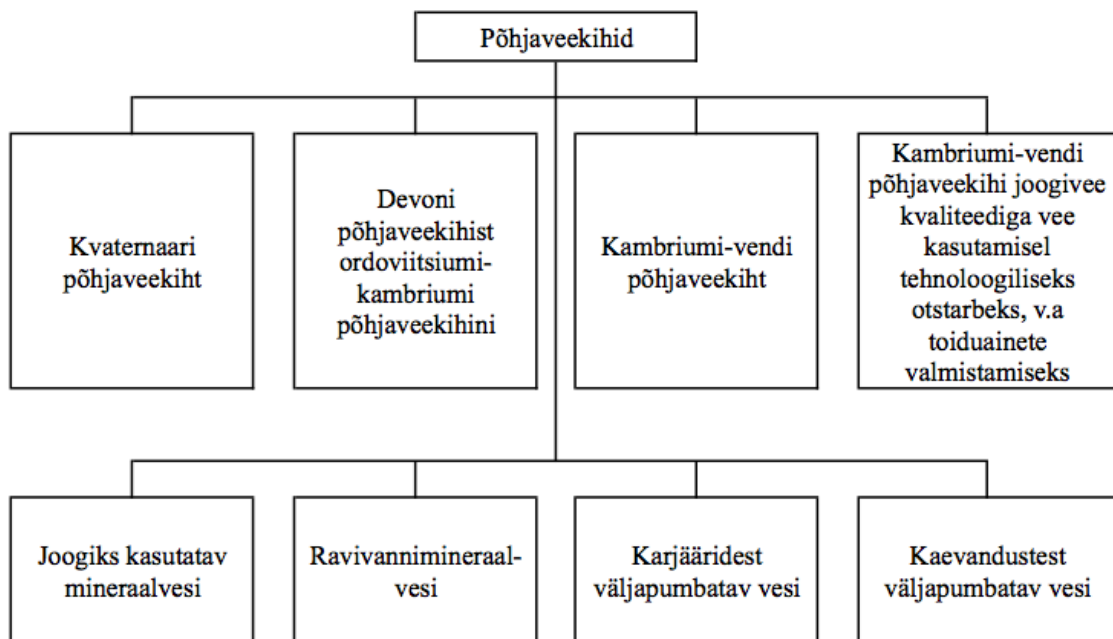 Põhjaveekihid
Kvaternaari
põhjaveekiht
Devoni
põhjaveekihist
ordoviitsiumi-
kambriumi
põhjaveekihini
Kambriumi-vendi
põhjaveekiht
Kambriumi-vendi
põhjaveekihi joogivee
kvaliteediga vee
kasutamisel
tehnoloogiliseks
otstarbeks, v.a
toiduainete
valmistamiseks
Joogiks kasutatav
mineraalvesi
Ravivannimineraal-
vesi
Karjääridest
väljapumbatav vesi
Kaevandustest
väljapumbatav vesi